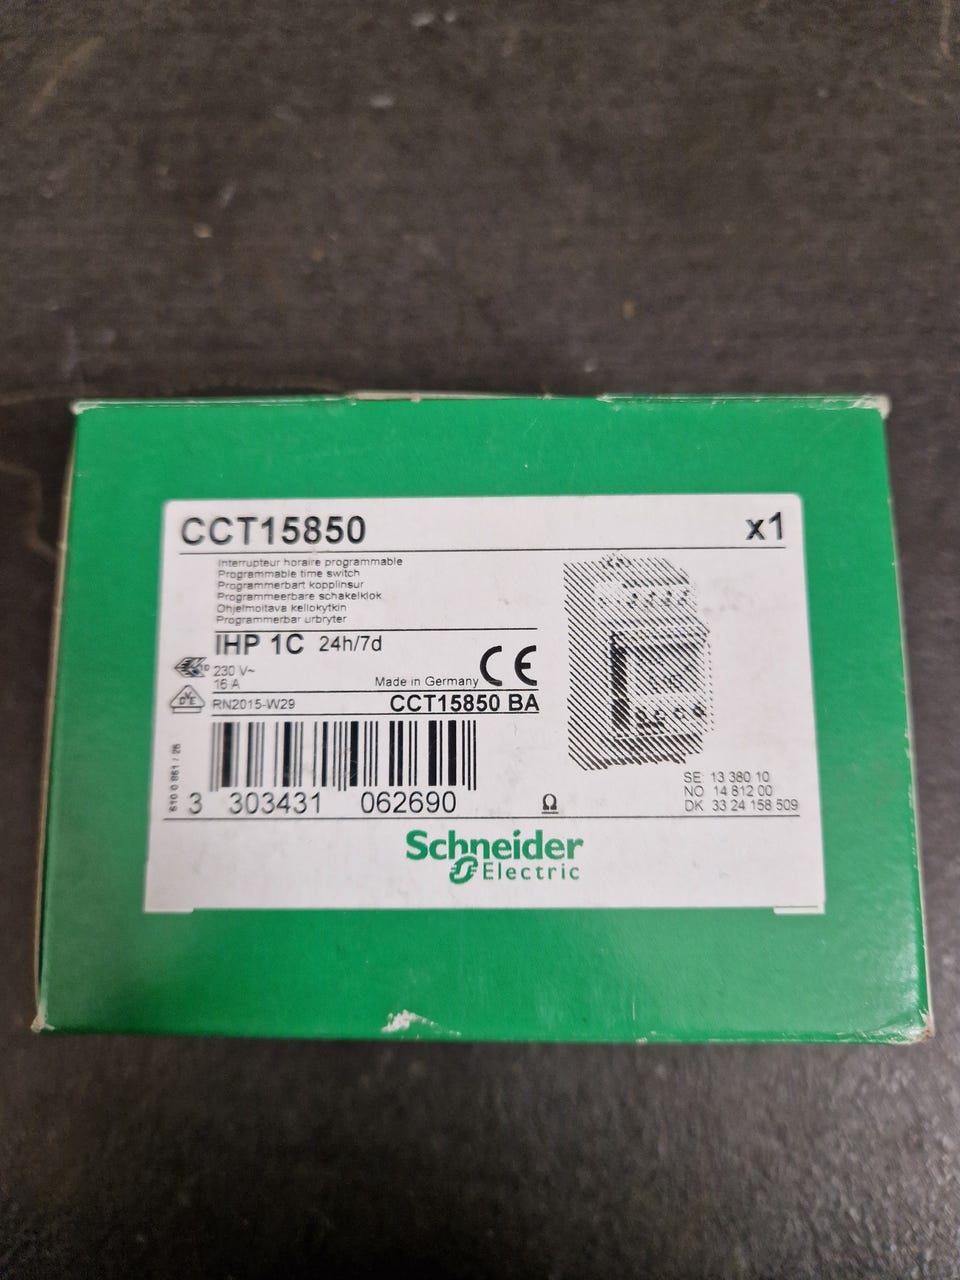 CCT15850 x1
Interrupteur horaire programmable
Programmable time switch
Programmerbart kopplinsur
Programmeerbare schakelklok
Ohjelmoitava kellokytkin
Programmerbar urbryter
IHP 1C 24h/7d
230 V~
16 A
Made in Germany CE
RN2015-W29 CCT15850 BA
3 303431 062690
Ω
SE: 13 380 10
NO 14 812 00
DK 33 24 158 509
Schneider
Electric